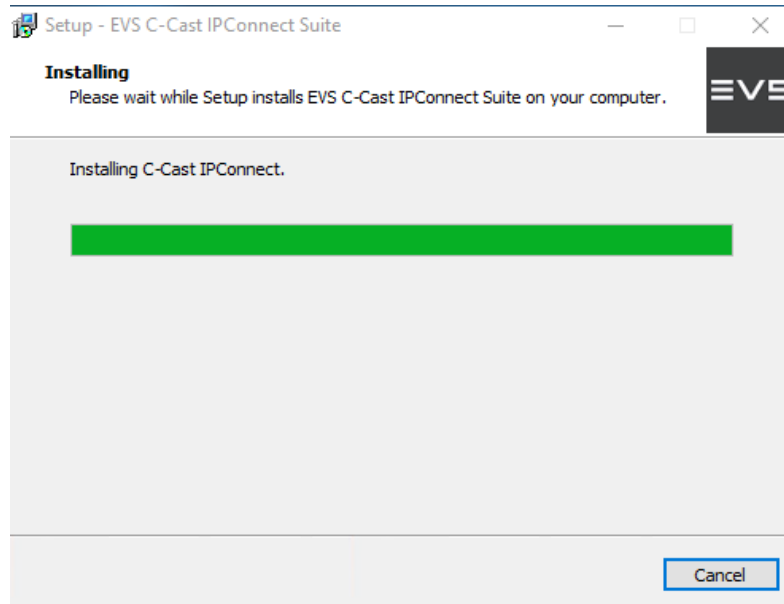 Setup - EVS C-Cast IPConnect Suite
Installing
Please wait while Setup installs EVS C-Cast IPConnect Suite on your computer.
EVS
Installing C-Cast IPConnect.
Cancel